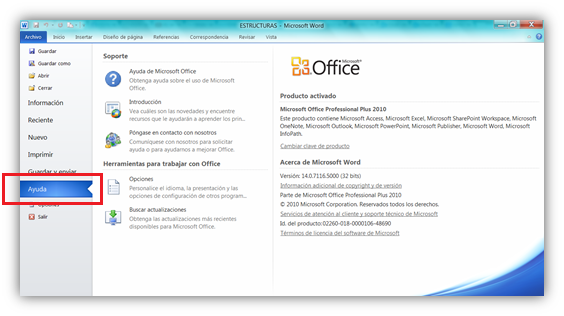 ESTRUCTURAS - Microsoft Word
Archivo Inicio Insertar Diseño de página Referencias Correspondencia Revisar Vista
Guardar
Guardar como
Abrir
Cerrar
Información
Reciente
Nuevo
Imprimir
Guardar y enviar
Ayuda
Opciones
Salir
Soporte
Ayuda de Microsoft Office
Obtenga ayuda sobre el uso de Microsoft
Office.
Introducción
Vea cuáles son las novedades y encuentre
recursos que le ayudarán a aprender los prin...
Póngase en contacto con nosotros
Comuníquese con nosotros para solicitar
ayuda o para ayudarnos a mejorar Office.
Herramientas para trabajar con Office
Opciones
Personalice el idioma, la presentación y las
opciones de configuración de otros program...
Buscar actualizaciones
Obtenga las actualizaciones más recientes
disponibles para Microsoft Office.
Microsoft
Office
Producto activado
Microsoft Office Professional Plus 2010
Este producto contiene Microsoft Access, Microsoft Excel, Microsoft SharePoint Workspace, Microsoft
OneNote, Microsoft Outlook, Microsoft PowerPoint, Microsoft Publisher, Microsoft Word, Microsoft
InfoPath.
Cambiar clave de producto
Acerca de Microsoft Word
Versión: 14.0.7116.5000 (32 bits)
Información adicional de copyright y de versión
Parte de Microsoft Office Professional Plus 2010
© 2010 Microsoft Corporation. Reservados todos los derechos.
Servicios de atención al cliente y soporte técnico de Microsoft
Id. del producto:02260-018-0000106-48690
Términos de licencia del software de Microsoft